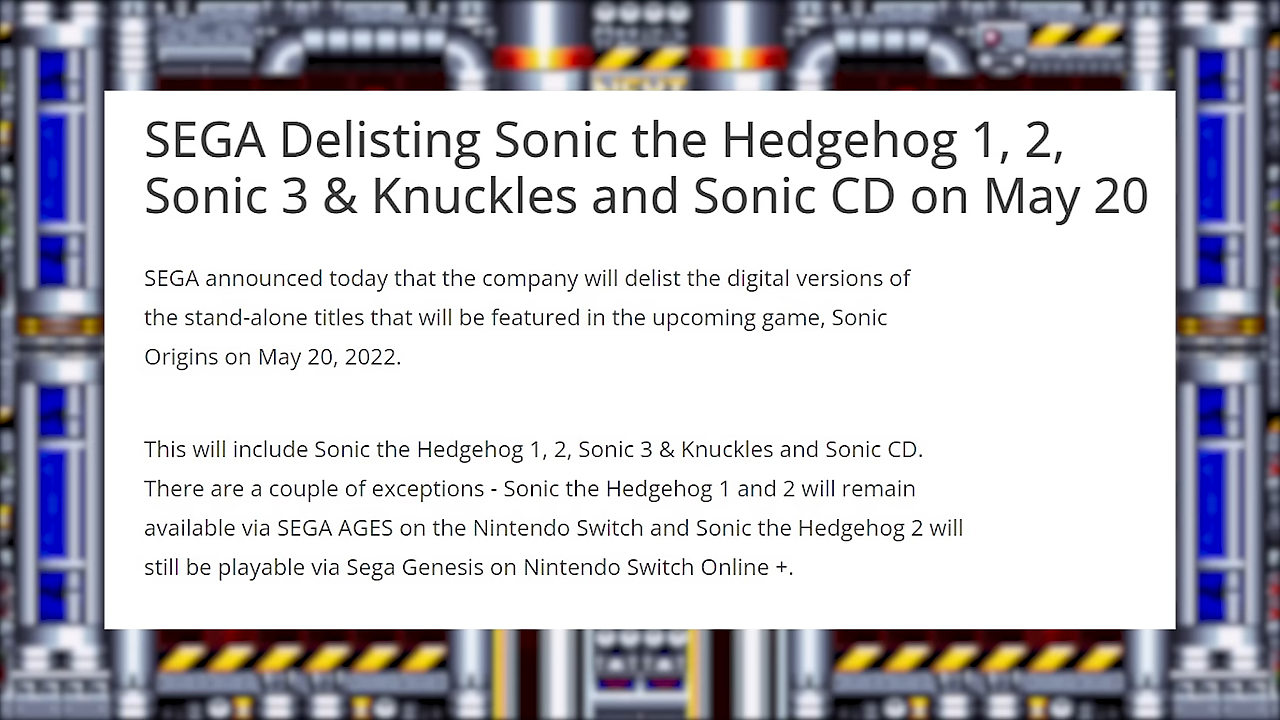 SEGA Delisting Sonic the Hedgehog 1, 2,
Sonic 3 & Knuckles and Sonic CD on May 20
SEGA announced today that the company will delist the digital versions of
the stand-alone titles that will be featured in the upcoming game, Sonic
Origins on May 20, 2022.
This will include Sonic the Hedgehog 1, 2, Sonic 3 & Knuckles and Sonic CD.
There are a couple of exceptions - Sonic the Hedgehog 1 and 2 will remain
available via SEGA AGES on the Nintendo Switch and Sonic the Hedgehog 2 will
still be playable via Sega Genesis on Nintendo Switch Online +.